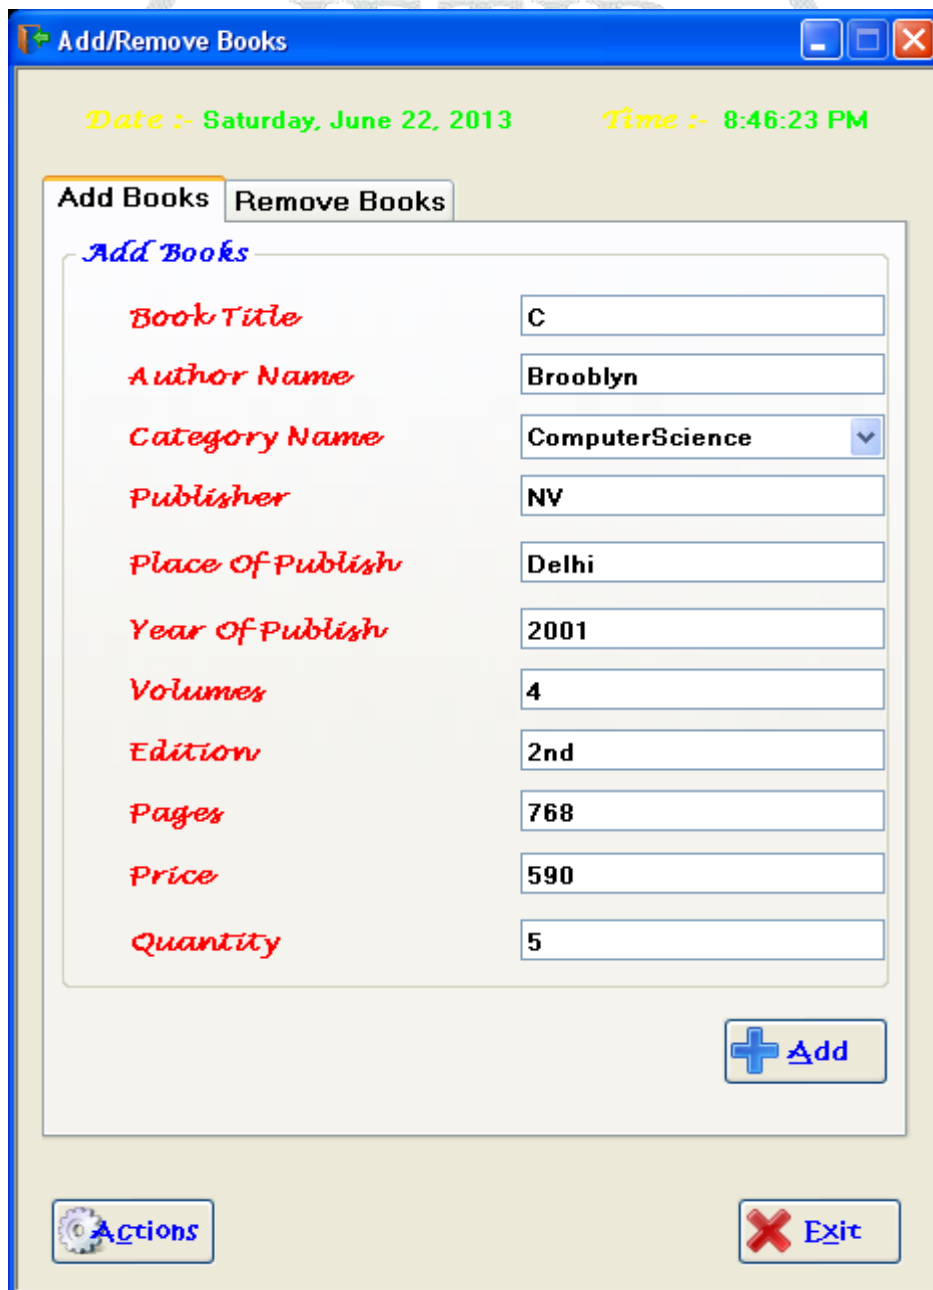 Add/Remove Books
Date :- Saturday, June 22, 2013 Time :- 8:46:23 PM
Add Books Remove Books
Add Books
Book Title C
Author Name Brooblyn
Category Name ComputerScience
Publisher NV
Place Of Publish Delhi
Year Of Publish 2001
Volumes 4
Edition 2nd
Pages 768
Price 590
Quantity 5
Add
Actions Exit